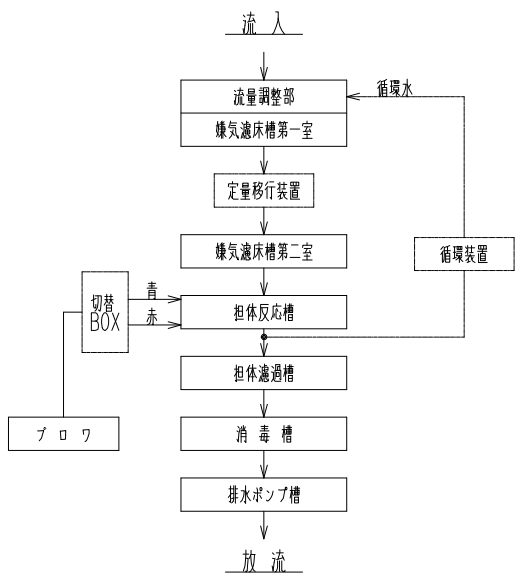 流 入
流量調整部
循環水
嫌気濾床槽第一室
定量移行装置
嫌気濾床槽第二室
循環装置
切替
BOX
青
赤
担体反応槽
担体濾過槽
ブ ロ ワ
消 毒 槽
排水ポンプ槽
放 流